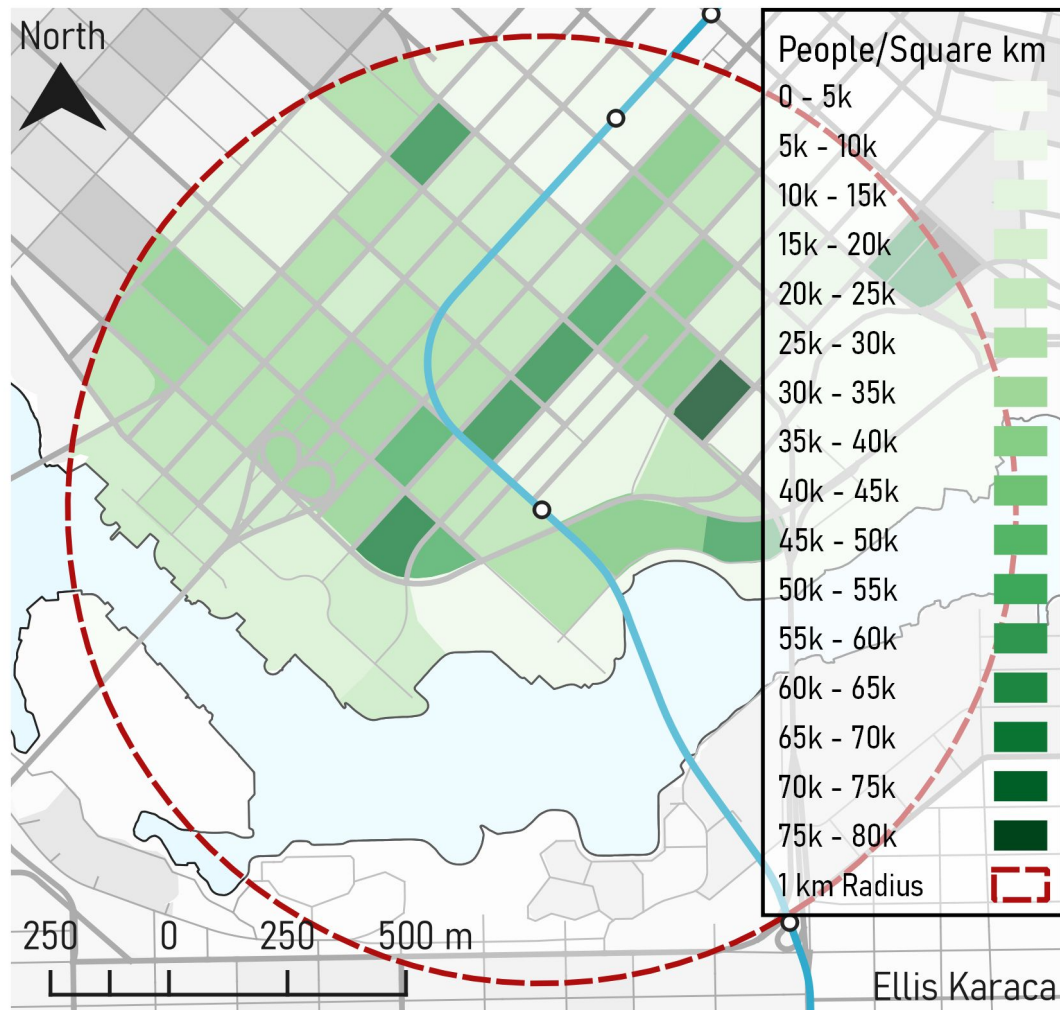 North
People/Square km
0 - 5k
5k - 10k
10k - 15k
15k - 20k
20k - 25k
25k - 30k
30k - 35k
35k - 40k
40k - 45k
45k - 50k
50k - 55k
55k - 60k
60k - 65k
65k - 70k
70k - 75k
75k - 80k
1 km Radius
250 0 250 500 m
Ellis Karaca